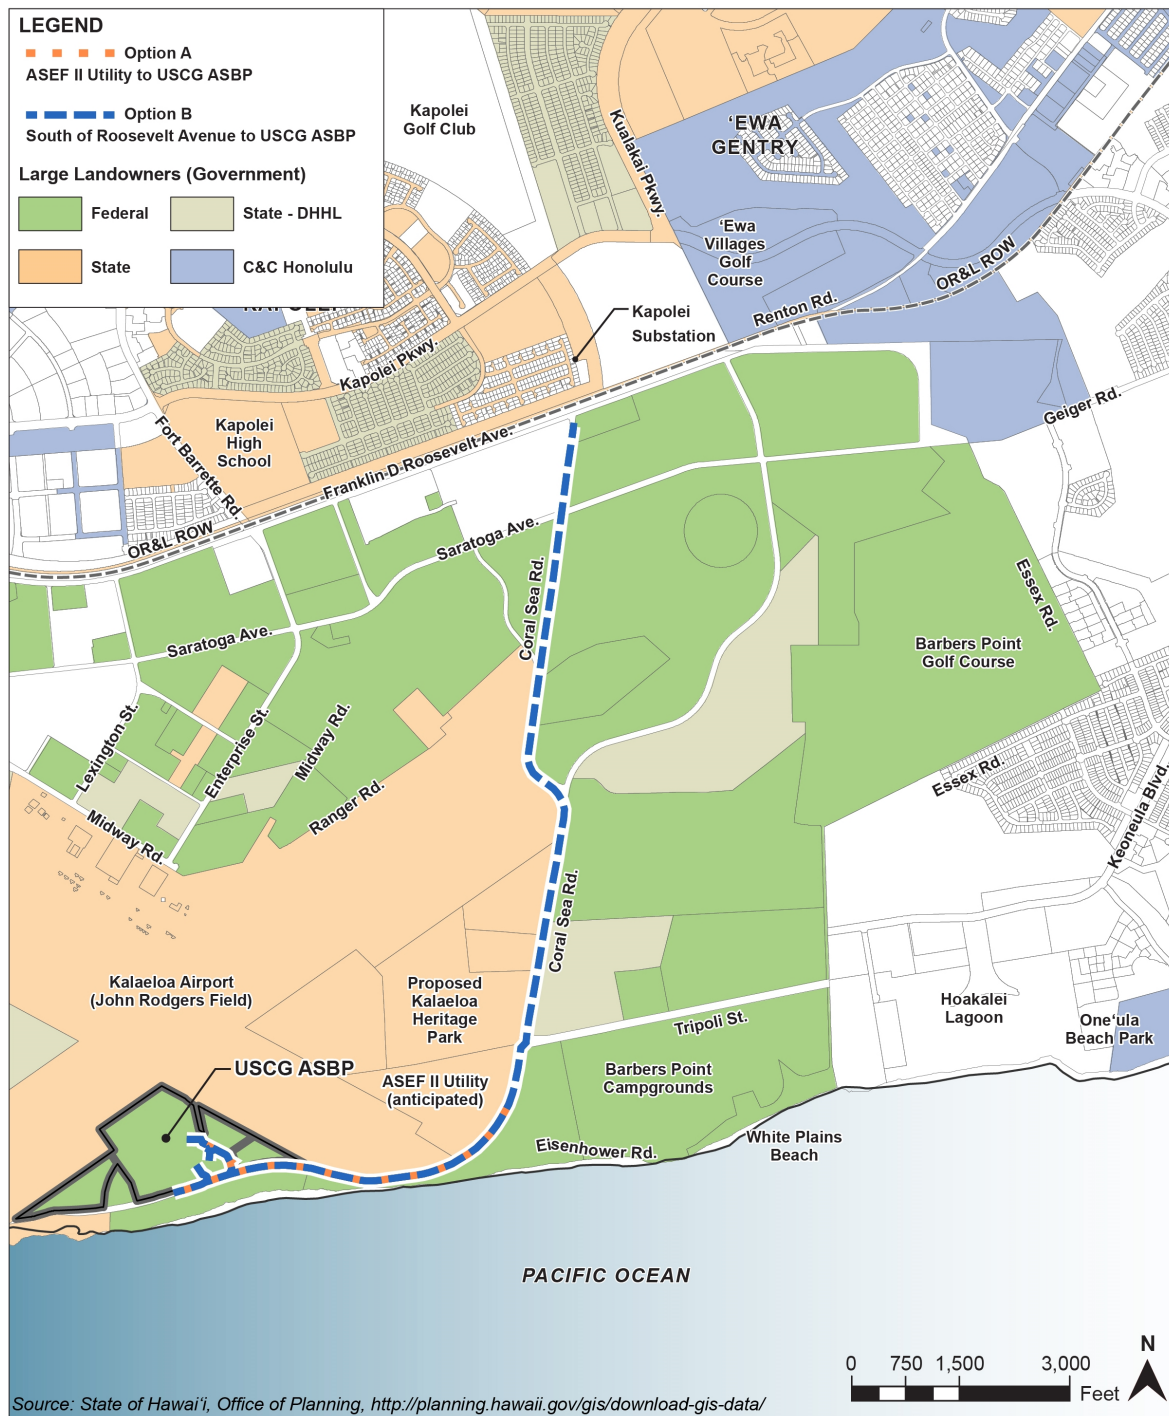 LEGEND
Option A
ASEF II Utility to USCG ASBP
Option B
South of Roosevelt Avenue to USCG ASBP
Large Landowners (Government)
Federal
State - DHHL
State
C&C Honolulu
Kapolei
Golf Club
Kualakai Pkwy.
ʻEWA
GENTRY
ʻEwa
Villages
Golf
Course
OR&L ROW
Renton Rd.
Kapolei
Substation
Kapolei Pkwy.
Geiger Rd.
Fort Barrette Rd.
Kapolei
High
School
Franklin D Roosevelt Ave.
OR&L ROW
Saratoga Ave.
Coral Sea Rd.
Essex Rd.
Saratoga Ave.
Barbers Point
Golf Course
Lexington St.
Enterprise St.
Midway Rd.
Ranger Rd.
Essex Rd.
Keoneula Blvd.
Midway Rd.
Coral Sea Rd.
Kalaeloa Airport
(John Rodgers Field)
Proposed
Kalaeloa
Heritage
Park
Tripoli St.
Hoakalei
Lagoon
Oneʻula
Beach Park
USCG ASBP
ASEF II Utility
(anticipated)
Barbers Point
Campgrounds
Eisenhower Rd.
White Plains
Beach
PACIFIC OCEAN
N
0 750 1,500 3,000
Feet
Source: State of Hawaiʻi, Office of Planning, http://planning.hawaii.gov/gis/download-gis-data/